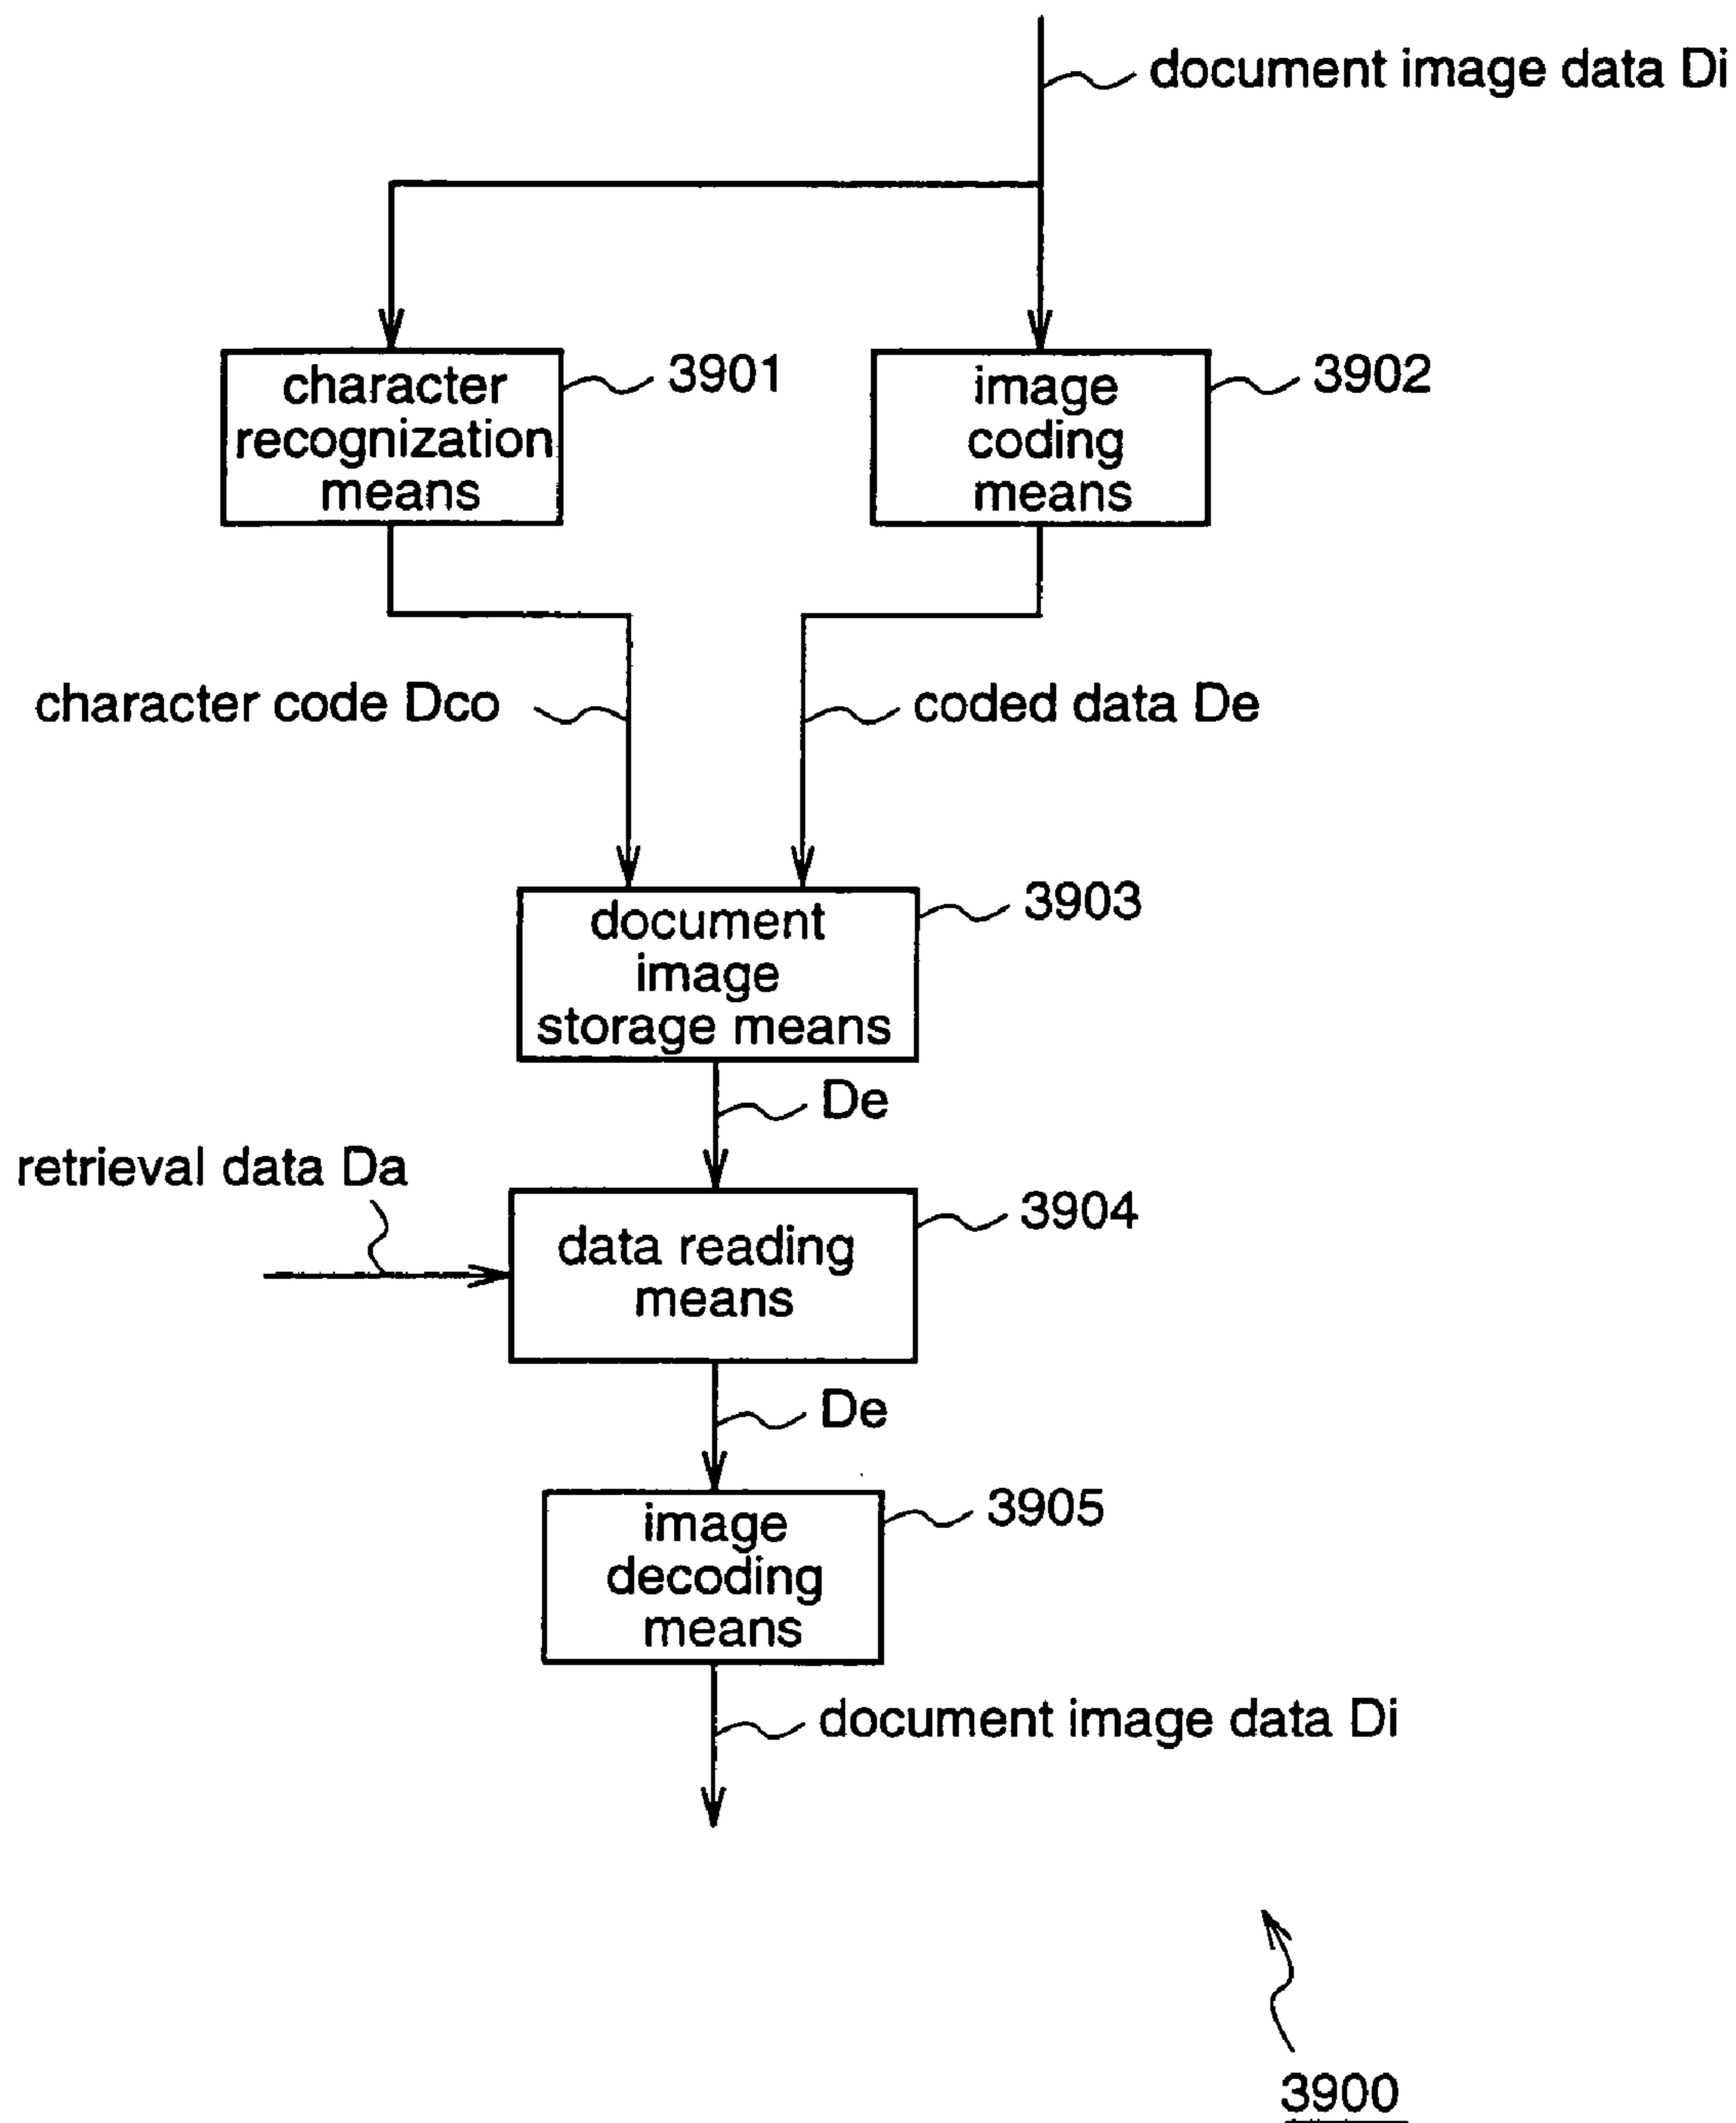 document image data Di
character
recognization
means
3901
image
coding
means
3902
character code Dco
coded data De
document
image
storage means
3903
De
retrieval data Da
data reading
means
3904
De
image
decoding
means
3905
document image data Di
3900